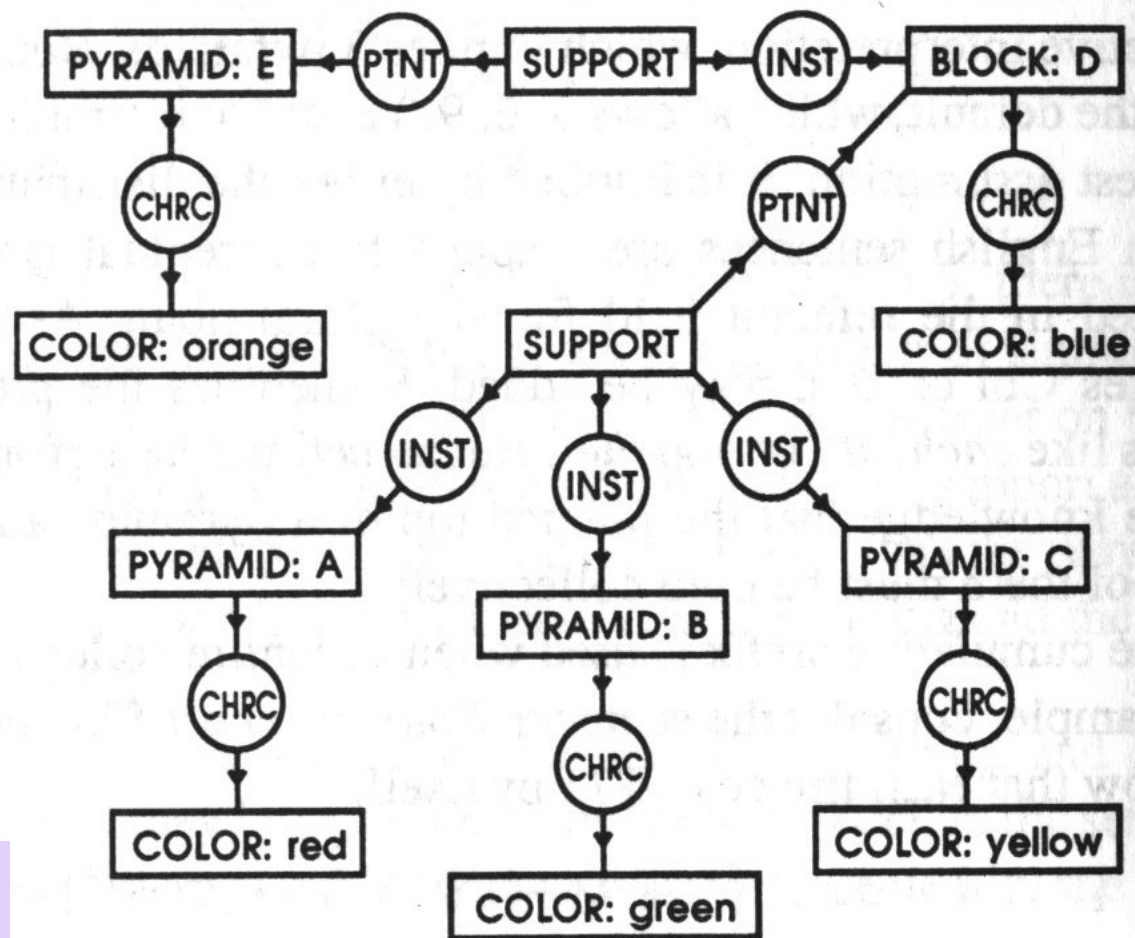 PYRAMID: E PTNT SUPPORT INST BLOCK: D
CHRC PTNT CHRC
COLOR: orange SUPPORT COLOR: blue
INST INST INST
PYRAMID: A PYRAMID: C
PYRAMID: B
CHRC CHRC CHRC
COLOR: red COLOR: yellow
COLOR: green